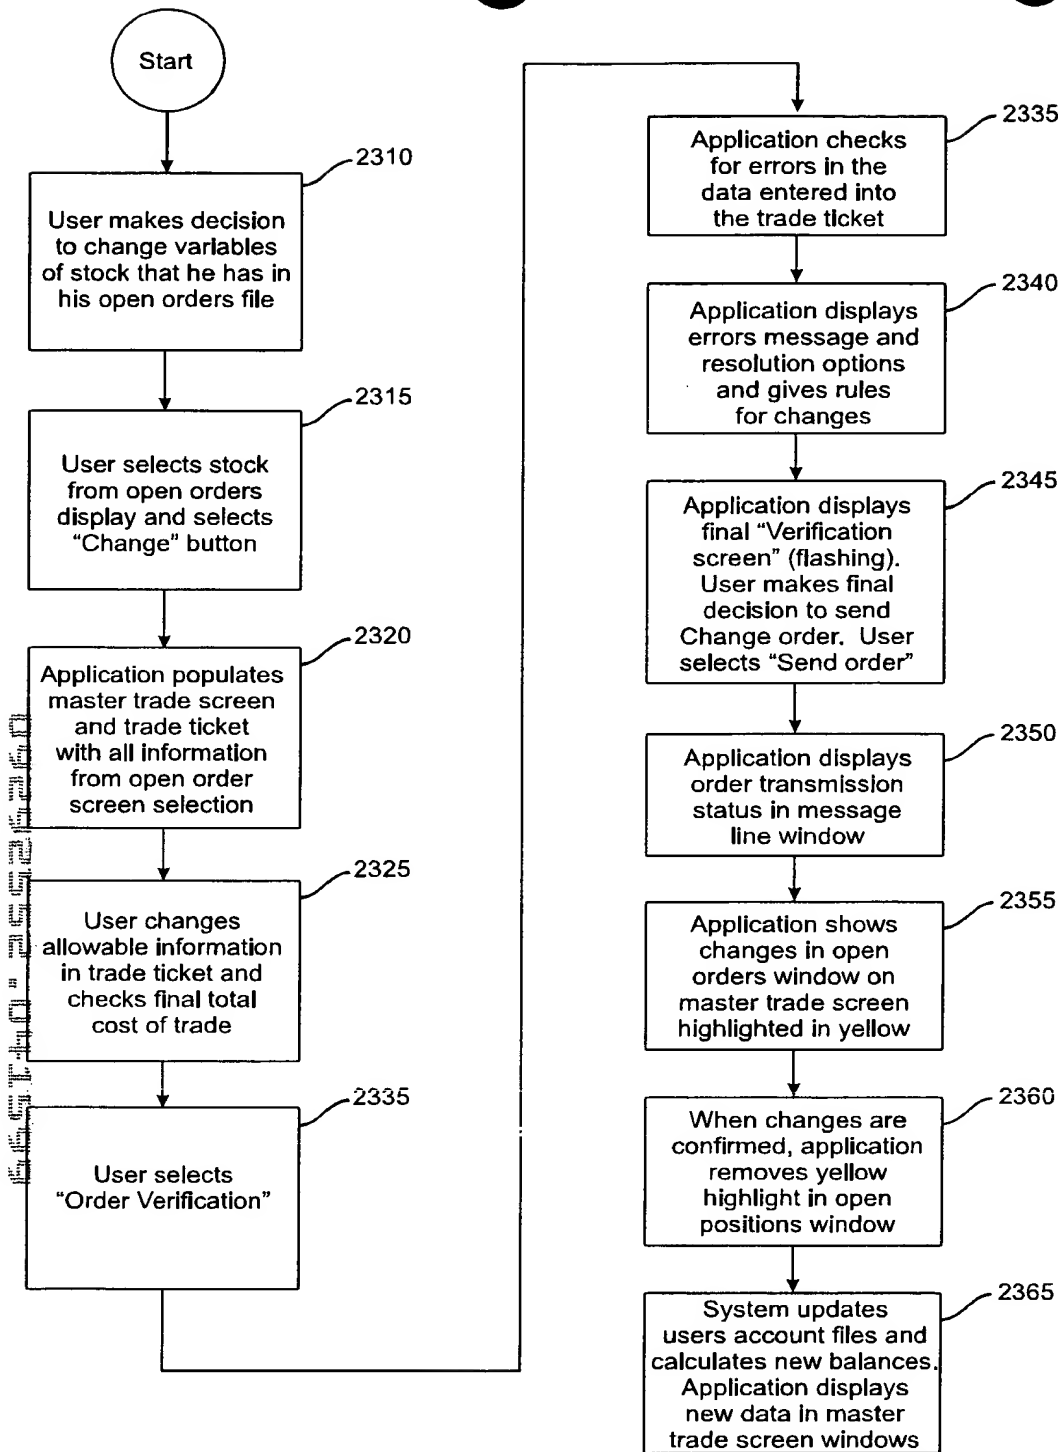 Start
2310
User makes decision
to change variables
of stock that he has in
his open orders file
2315
User selects stock
from open orders
display and selects
“Change” button
2320
Application populates
master trade screen
and trade ticket
with all information
from open order
screen selection
2325
User changes
allowable information
in trade ticket and
checks final total
cost of trade
2335
User selects
“Order Verification”
2335
Application checks
for errors in the
data entered into
the trade ticket
2340
Application displays
errors message and
resolution options
and gives rules
for changes
2345
Application displays
final “Verification
screen” (flashing).
User makes final
decision to send
Change order. User
selects “Send order”
2350
Application displays
order transmission
status in message
line window
2355
Application shows
changes in open
orders window on
master trade screen
highlighted in yellow
2360
When changes are
confirmed, application
removes yellow
highlight in open
positions window
2365
System updates
users account files and
calculates new balances.
Application displays
new data in master
trade screen windows